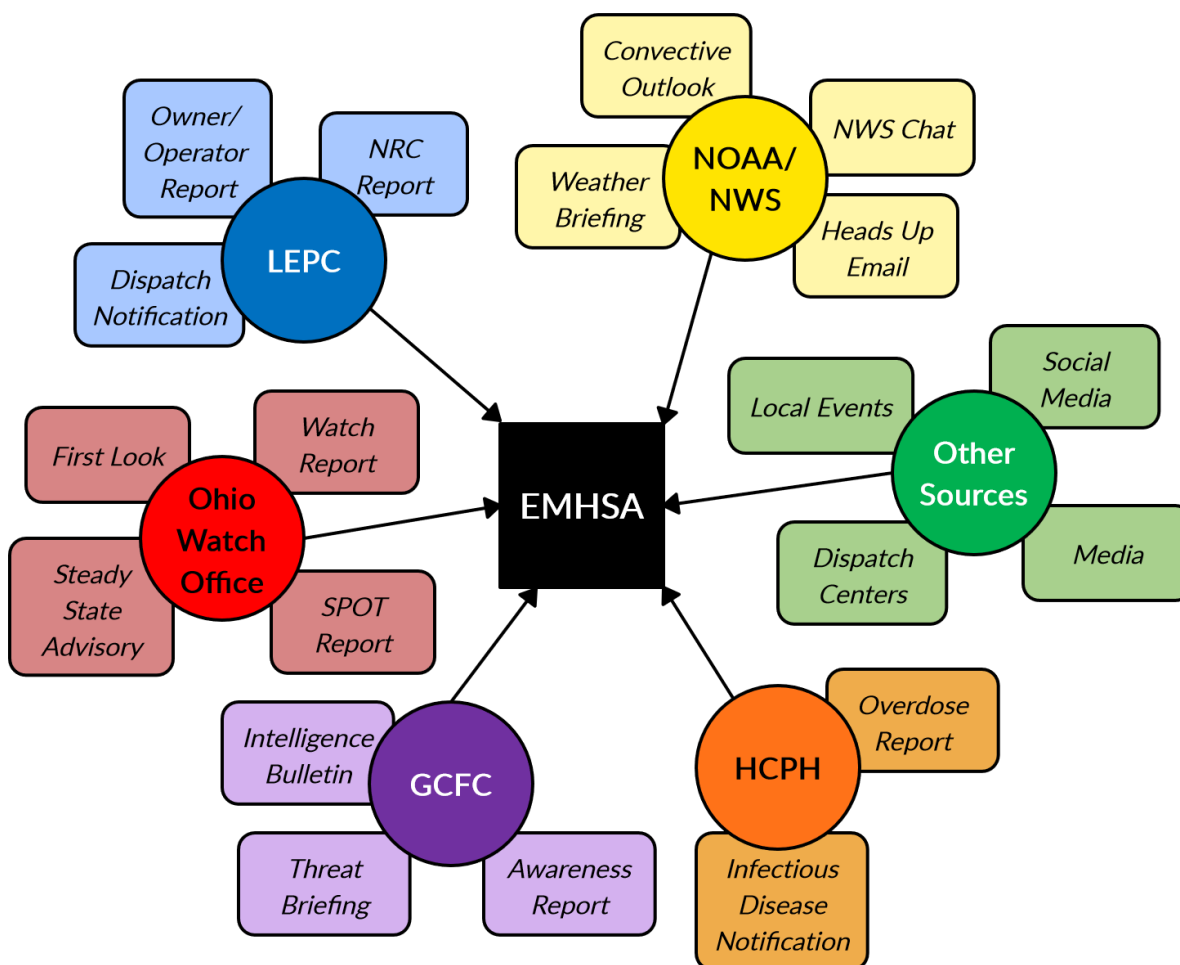 Convective
Outlook
NWS Chat
NOAA/
NWS
Weather
Briefing
Heads Up
Email
Owner/
Operator
Report
NRC
Report
LEPC
Dispatch
Notification
Social
Media
Local Events
Other
Sources
Dispatch
Centers
Media
First Look
Watch
Report
Ohio
Watch
Office
Steady
State
Advisory
SPOT
Report
EMHSA
Intelligence
Bulletin
GCFC
Threat
Briefing
Awareness
Report
Overdose
Report
HCPH
Infectious
Disease
Notification